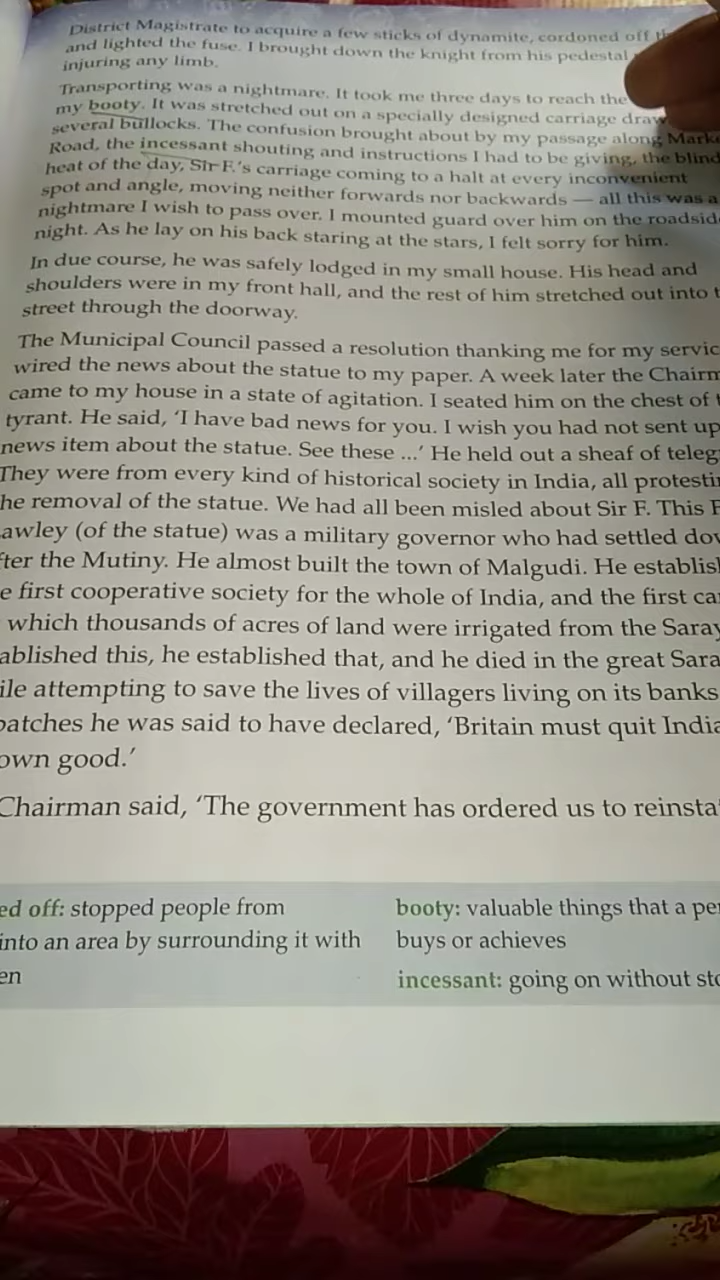 District Magistrate to acquire a few sticks of dynamite, cordoned off
and lighted the fuse. I brought down the knight from his pedestal
injuring any limb.
Transporting was a nightmare. It took me three days to reach the
my booty. It was stretched out on a specially designed carriage draw
several bullocks. The confusion brought about by my passage along Mark
Road, the incessant shouting and instructions I had to be giving, the blind
heat of the day, Sir F.'s carriage coming to a halt at every inconvenient
spot and angle, moving neither forwards nor backwards — all this was a
nightmare I wish to pass over. I mounted guard over him on the roadsid
night. As he lay on his back staring at the stars, I felt sorry for him.
In due course, he was safely lodged in my small house. His head and
shoulders were in my front hall, and the rest of him stretched out into t
street through the doorway.
The Municipal Council passed a resolution thanking me for my servic
wired the news about the statue to my paper. A week later the Chairm
came to my house in a state of agitation. I seated him on the chest of t
tyrant. He said, 'I have bad news for you. I wish you had not sent up
news item about the statue. See these ...' He held out a sheaf of teleg
They were from every kind of historical society in India, all protesti
he removal of the statue. We had all been misled about Sir F. This F
awley (of the statue) was a military governor who had settled dow
fter the Mutiny. He almost built the town of Malgudi. He establish
e first cooperative society for the whole of India, and the first ca
which thousands of acres of land were irrigated from the Saray
ablished this, he established that, and he died in the great Sara
ile attempting to save the lives of villagers living on its banks
patches he was said to have declared, 'Britain must quit India
own good.'
Chairman said, 'The government has ordered us to reinsta
ed off: stopped people from
into an area by surrounding it with
en
booty: valuable things that a per
buys or achieves
incessant: going on without sto